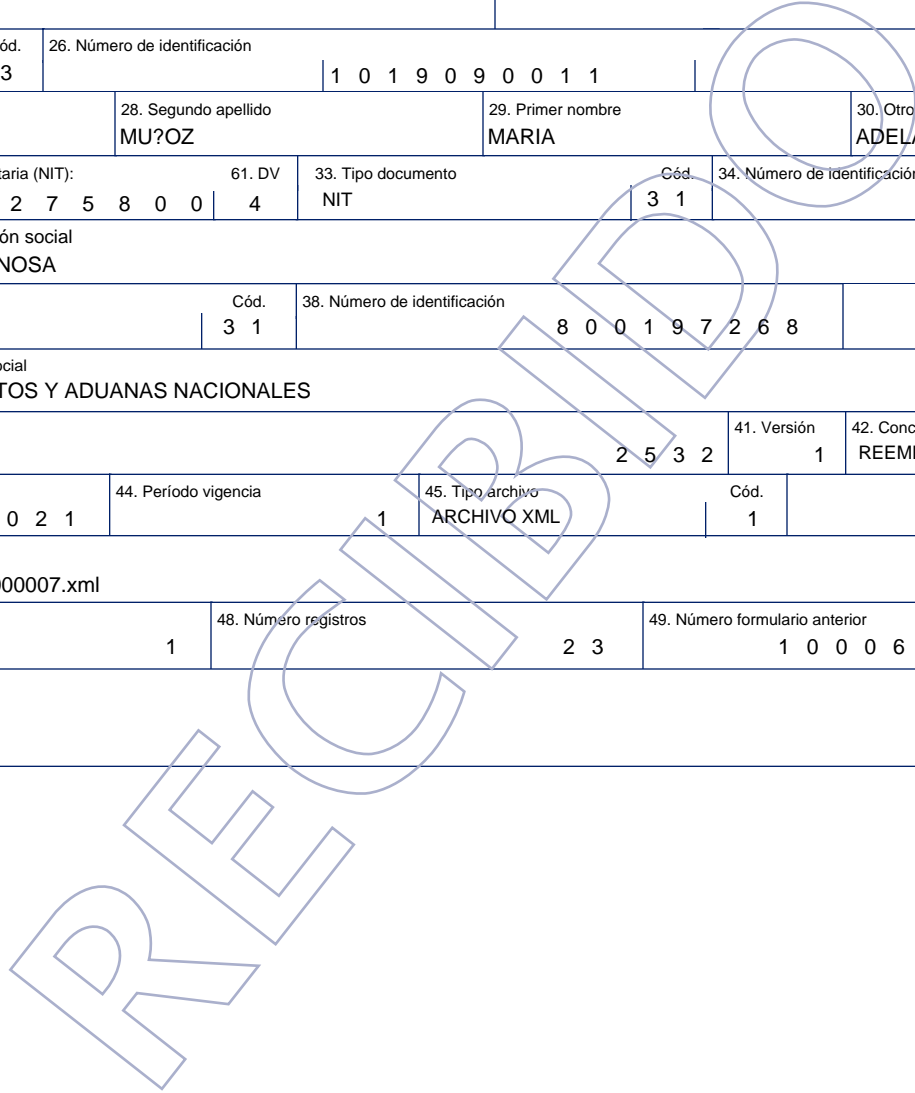 ód. 26. Número de identificación
3 1 0 1 9 0 9 0 0 1 1
28. Segundo apellido 29. Primer nombre 30. Otro
MU?OZ MARIA ADELA
taria (NIT): 61. DV 33. Tipo documento Cód. 34. Número de identificación
2 7 5 8 0 0 4 NIT 3 1
ón social
NOSA
Cód. 38. Número de identificación
3 1 8 0 0 1 9 7 2 6 8
ocial
TOS Y ADUANAS NACIONALES
41. Versión 42. Conc
2 5 3 2 1 REEM
44. Período vigencia 45. Tipo archivo Cód.
0 2 1 1 ARCHIVO XML 1
00007.xml
48. Número registros 49. Número formulario anterior
1 2 3 1 0 0 0 6
RECIBIDO